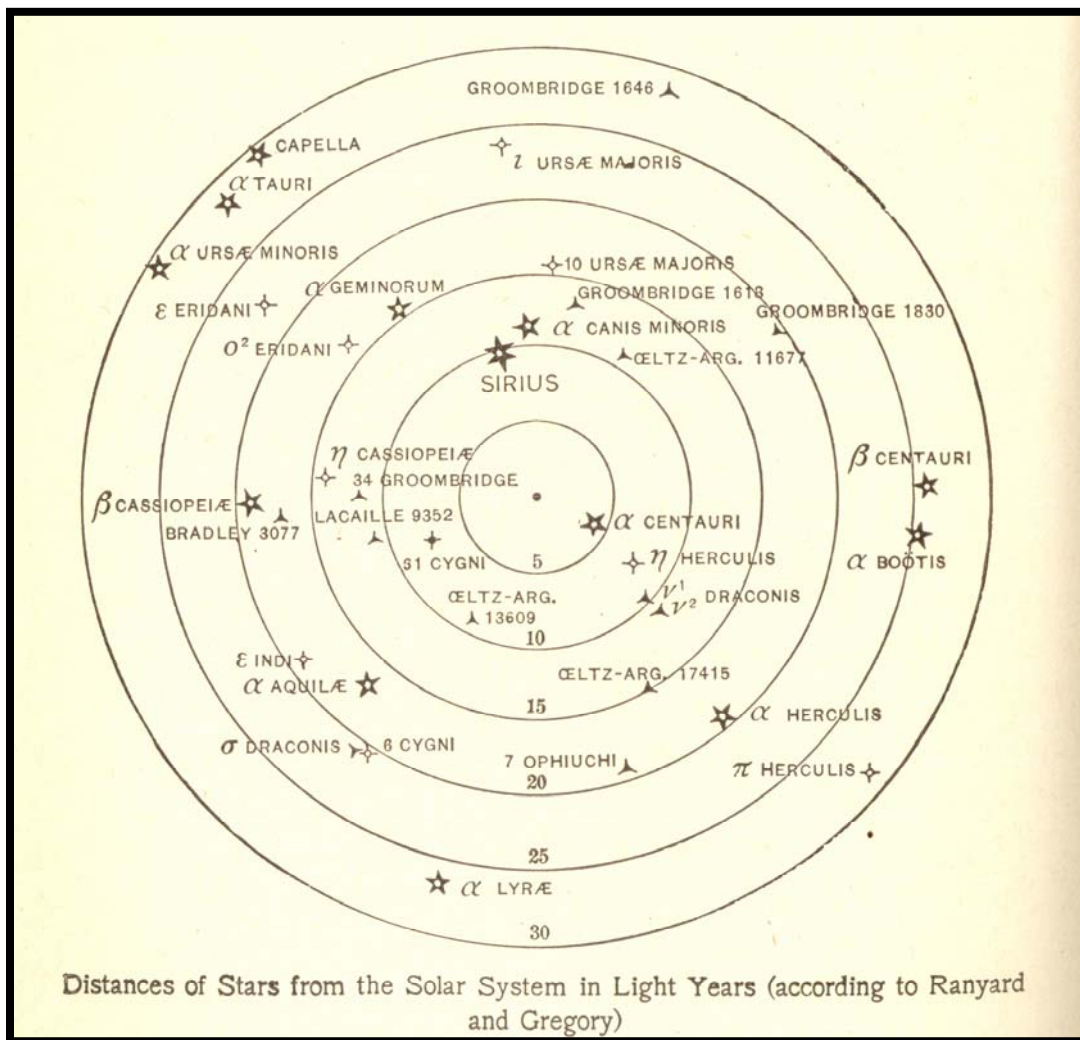 GROOMBRIDGE 1646
CAPELLA
l URSÆ MAJORIS
α TAURI
α URSÆ MINORIS
10 URSÆ MAJORIS
α GEMINORUM
GROOMBRIDGE 1618
ε ERIDANI
GROOMBRIDGE 1830
α CANIS MINORIS
O² ERIDANI
ŒLTZ-ARG. 11677
SIRIUS
η CASSIOPEIÆ
β CENTAURI
34 GROOMBRIDGE
β CASSIOPEIÆ
LACAILLE 9352
α CENTAURI
BRADLEY 3077
61 CYGNI
5
η HERCULIS
α BOÖTIS
ŒLTZ-ARG.
13609
ν¹ DRACONIS
ν²
10
ε INDI
ŒLTZ-ARG. 17415
α AQUILÆ
15
α HERCULIS
σ DRACONIS
6 CYGNI
7 OPHIUCHI
π HERCULIS
20
25
α LYRÆ
30
Distances of Stars from the Solar System in Light Years (according to Ranyard
and Gregory)